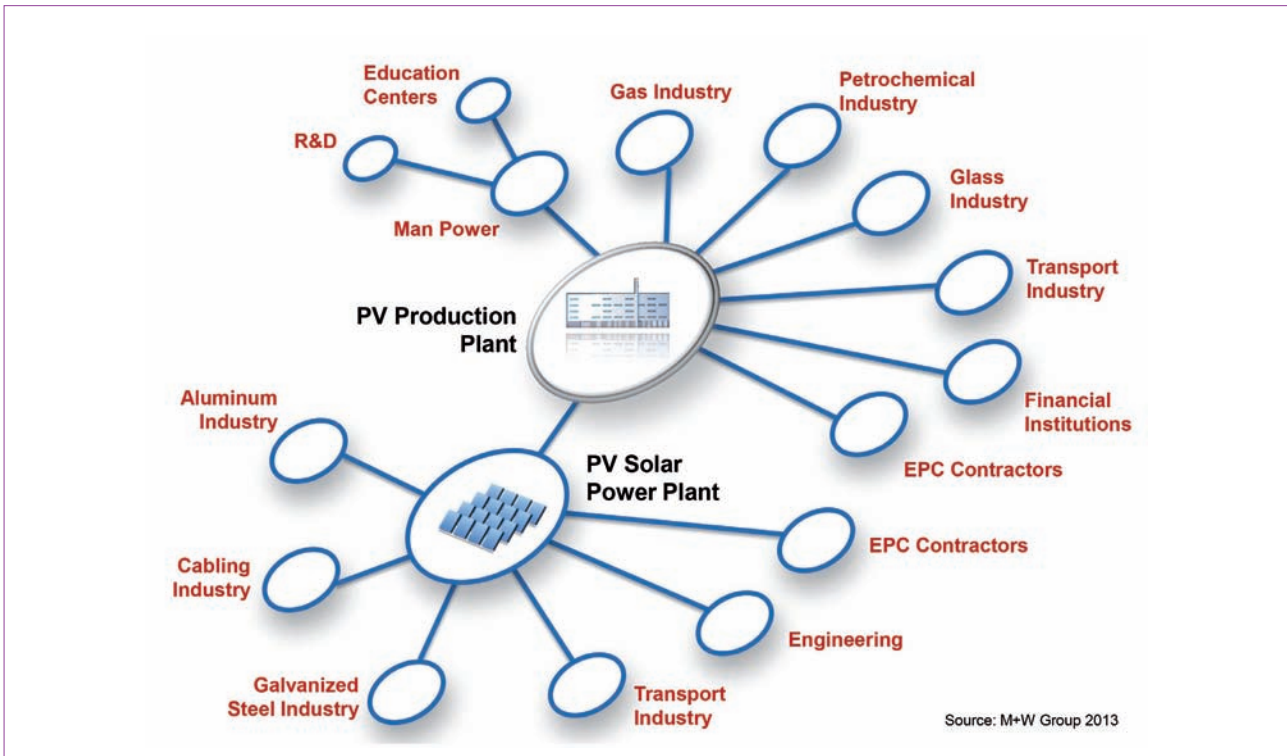 Education
Centers
R&D
Man Power
Gas Industry
Petrochemical
Industry
Glass
Industry
Transport
Industry
Financial
Institutions
EPC Contractors
PV Production
Plant
Aluminum
Industry
PV Solar
Power Plant
EPC Contractors
Cabling
Industry
Engineering
Galvanized
Steel Industry
Transport
Industry
Source: M+W Group 2013